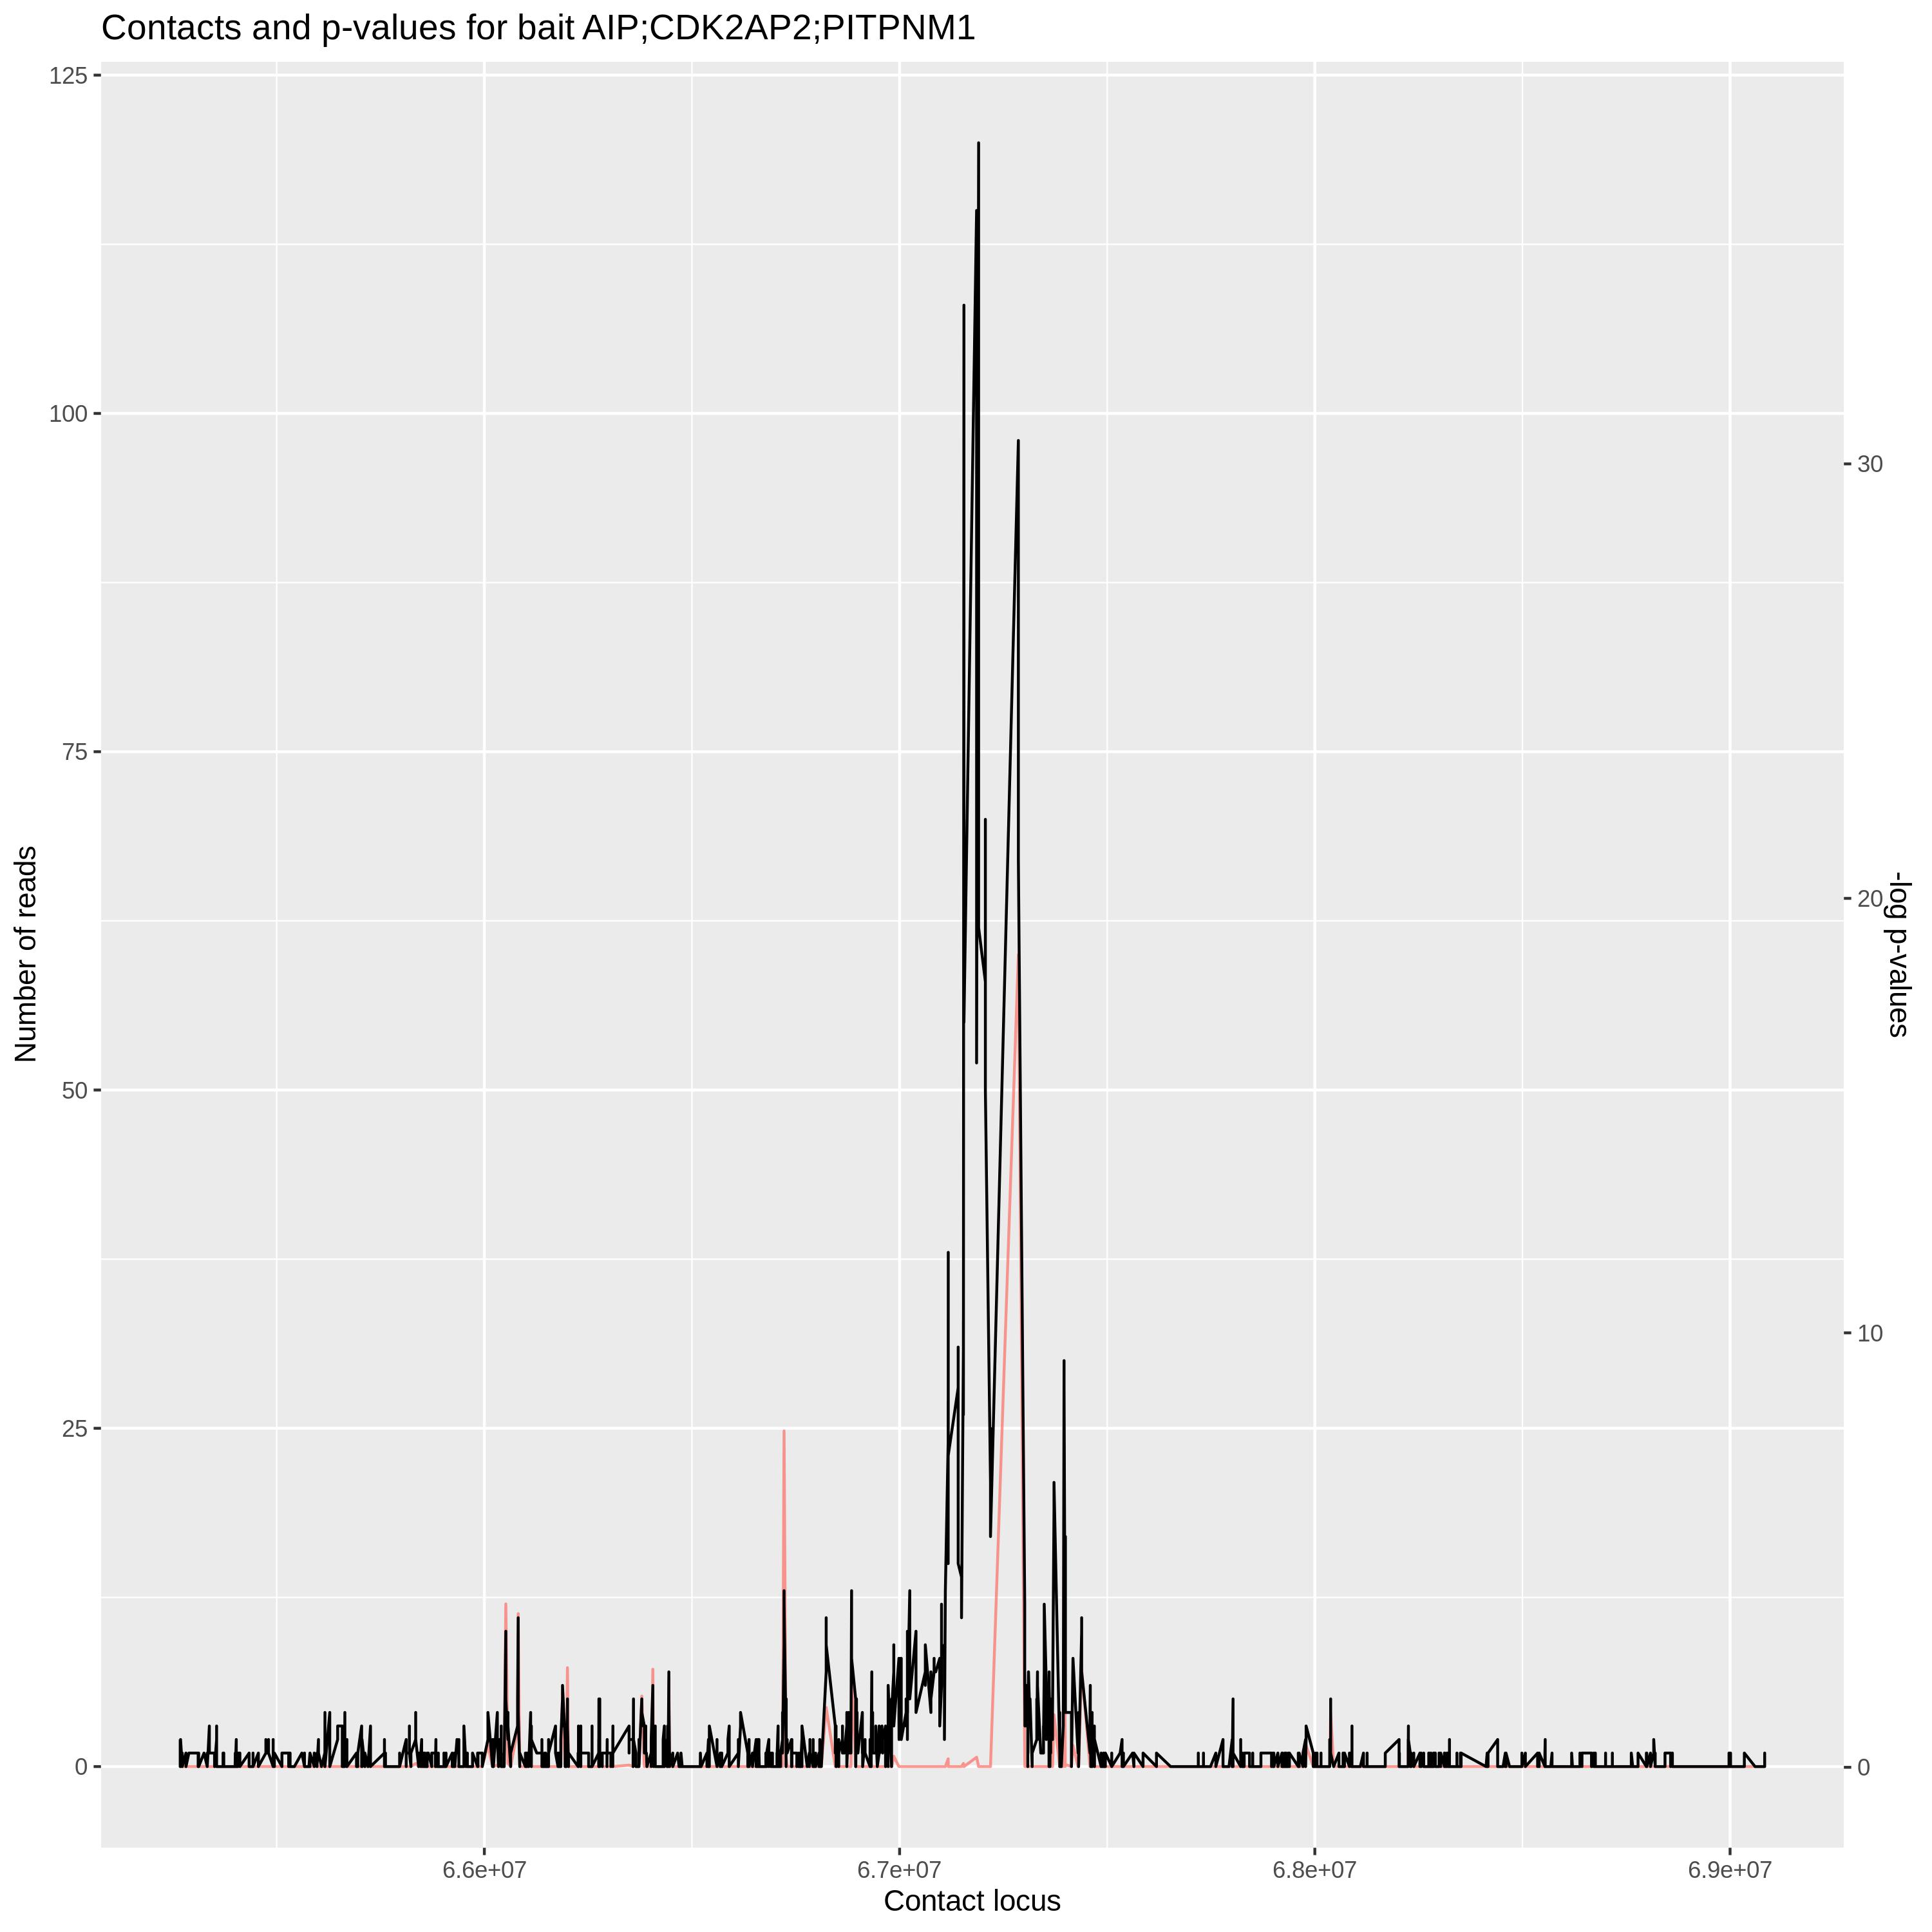 Contacts and p-values for bait AIP;CDK2AP2;PITPNM1
125
100
75
50
25
0
Number of reads
30
20
10
0
-log p-values
6.6e+07
6.7e+07
6.8e+07
6.9e+07
Contact locus